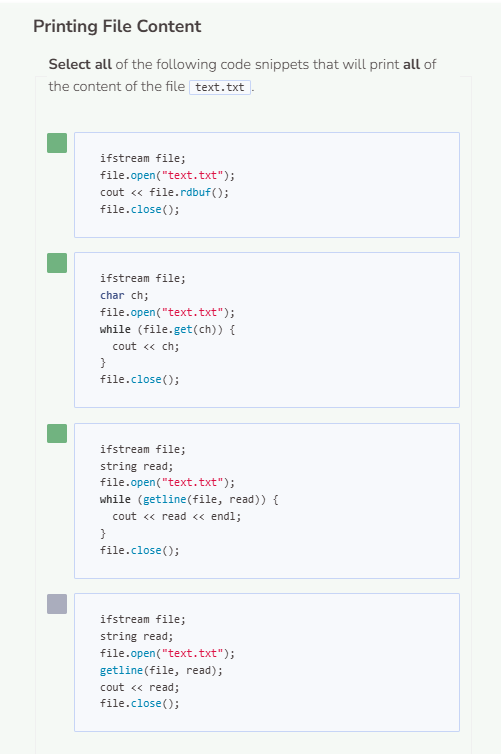 Printing File Content
Select all of the following code snippets that will print all of
the content of the file text.txt.
ifstream file;
file.open("text.txt");
cout << file.rdbuf();
file.close();
ifstream file;
char ch;
file.open("text.txt");
while (file.get(ch)) {
  cout << ch;
}
file.close();
ifstream file;
string read;
file.open("text.txt");
while (getline(file, read)) {
  cout << read << endl;
}
file.close();
ifstream file;
string read;
file.open("text.txt");
getline(file, read);
cout << read;
file.close();